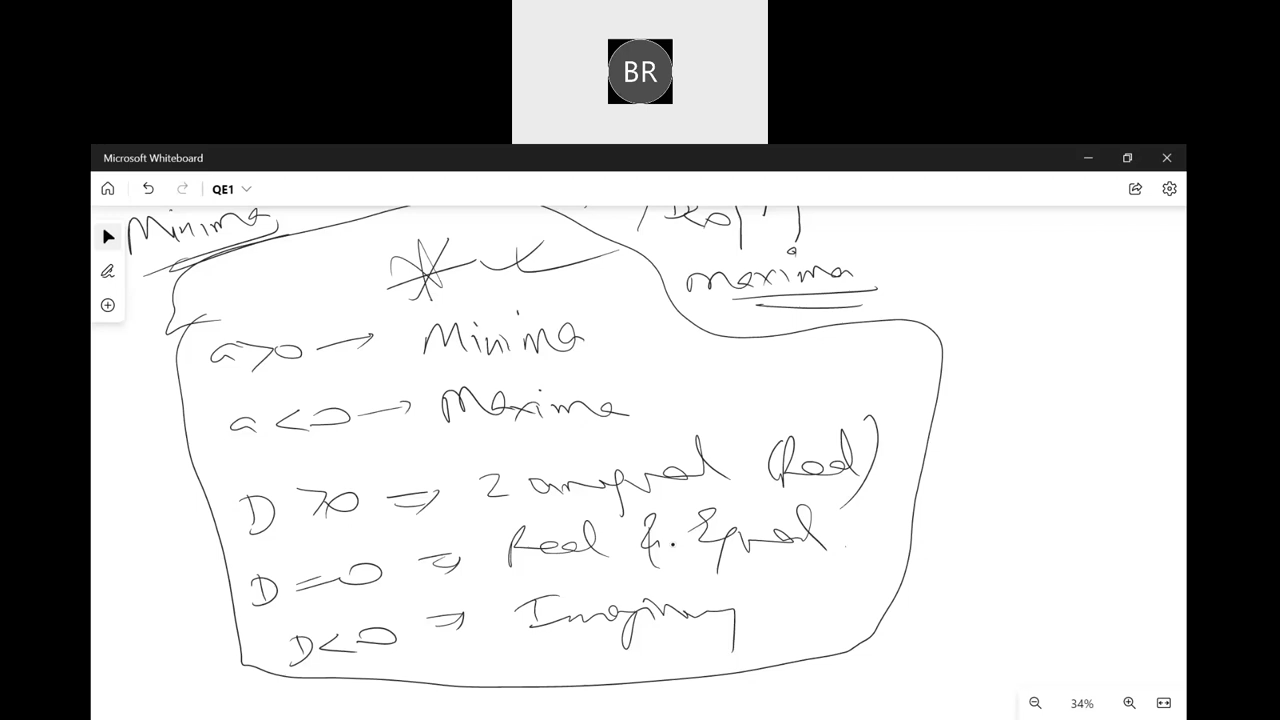 BR
Microsoft Whiteboard
QE1
Minima
maxima
a>0 → Minima
a<0 → Maxima
D >0 ⇒ 2 unequal (Real)
D =0 ⇒ Real & Equal
D<0 ⇒ Imaginary
34%